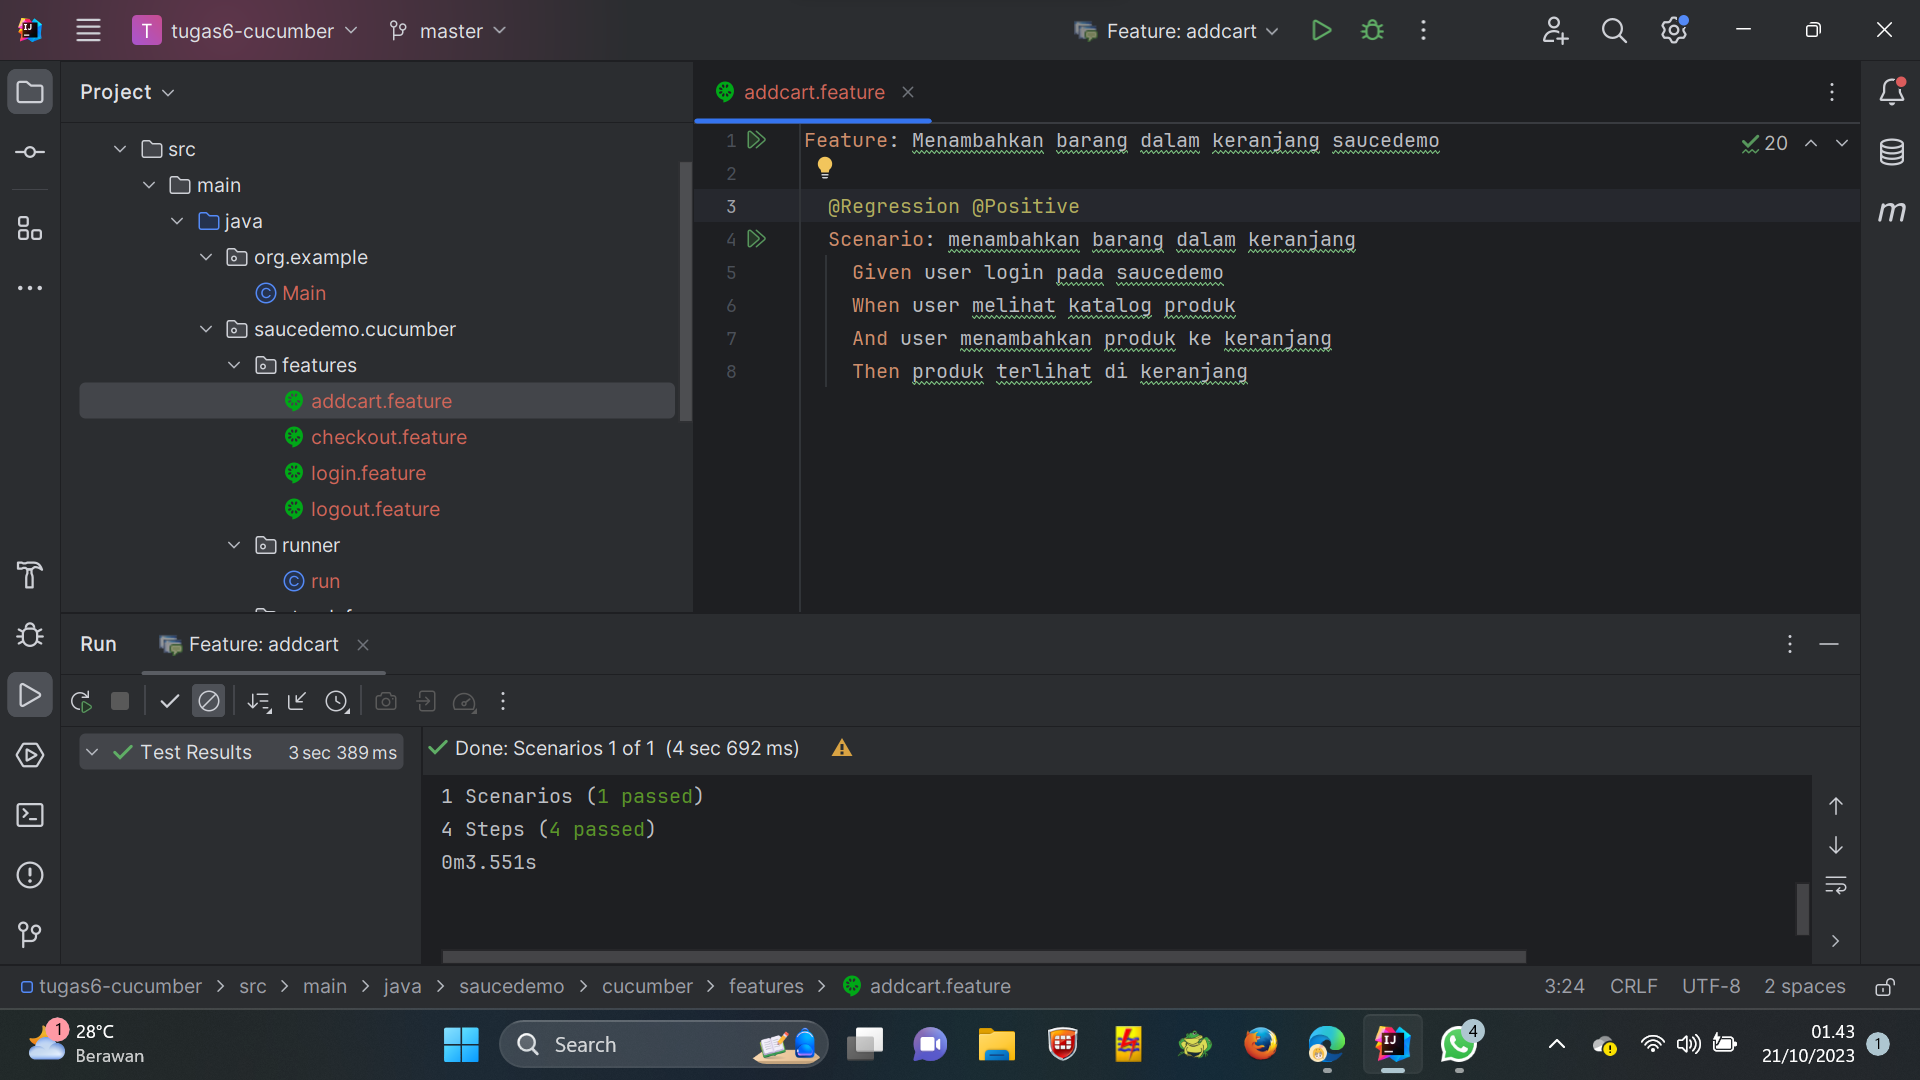 T tugas6-cucumber master Feature: addcart
Project
src
main
java
org.example
Main
saucedemo.cucumber
features
addcart.feature
checkout.feature
login.feature
logout.feature
runner
run
addcart.feature
1 Feature: Menambahkan barang dalam keranjang saucedemo
2
3 @Regression @Positive
4 Scenario: menambahkan barang dalam keranjang
5 Given user login pada saucedemo
6 When user melihat katalog produk
7 And user menambahkan produk ke keranjang
8 Then produk terlihat di keranjang
20
m
Run Feature: addcart
Test Results 3 sec 389 ms
Done: Scenarios 1 of 1 (4 sec 692 ms)
1 Scenarios (1 passed)
4 Steps (4 passed)
0m3.551s
tugas6-cucumber > src > main > java > saucedemo > cucumber > features > addcart.feature
3:24 CRLF UTF-8 2 spaces
1
28°C
Berawan
Search
IJ
4
01.43
21/10/2023
1